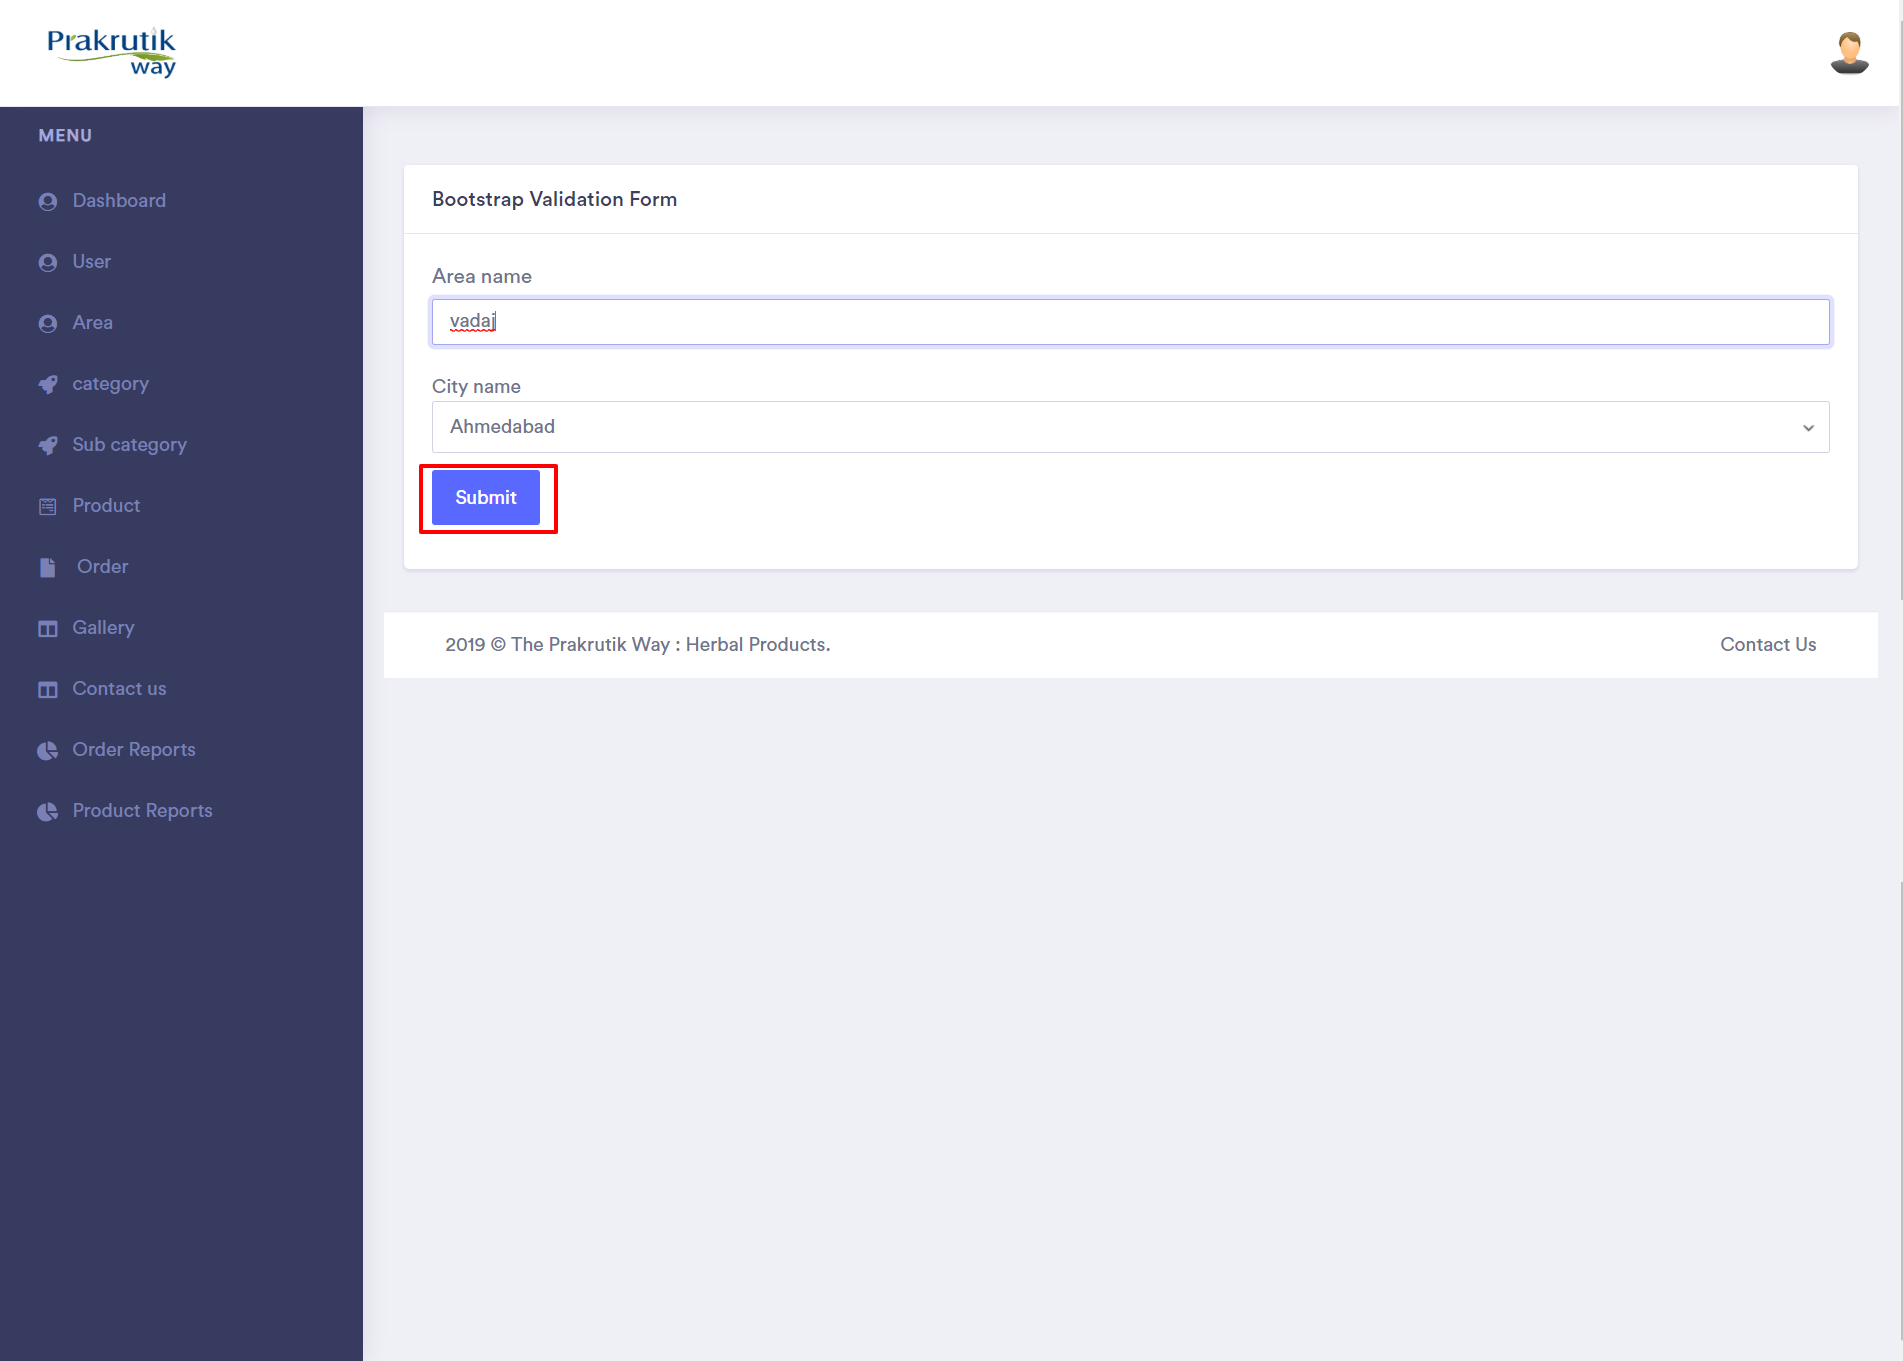 Prakrutik
way
MENU
Dashboard
User
Area
category
Sub category
Product
Order
Gallery
Contact us
Order Reports
Product Reports
Bootstrap Validation Form
Area name
vadaj
City name
Ahmedabad
Submit
2019 © The Prakrutik Way : Herbal Products.
Contact Us